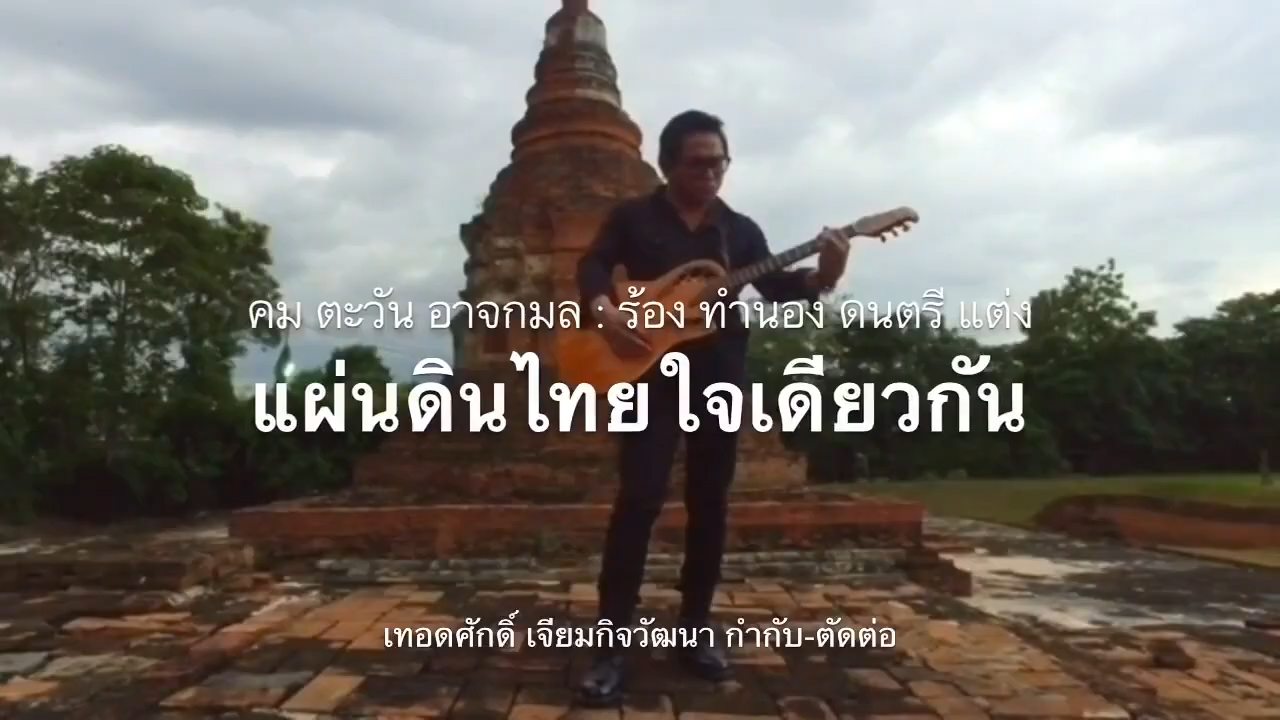 คม ตะวัน อาจกมล : ร้อง ทำนอง ดนตรี แต่ง
แผ่นดินไทยใจเดียวกัน
เทอดศักดิ์ เจียมกิจวัฒนา กำกับ-ตัดต่อ